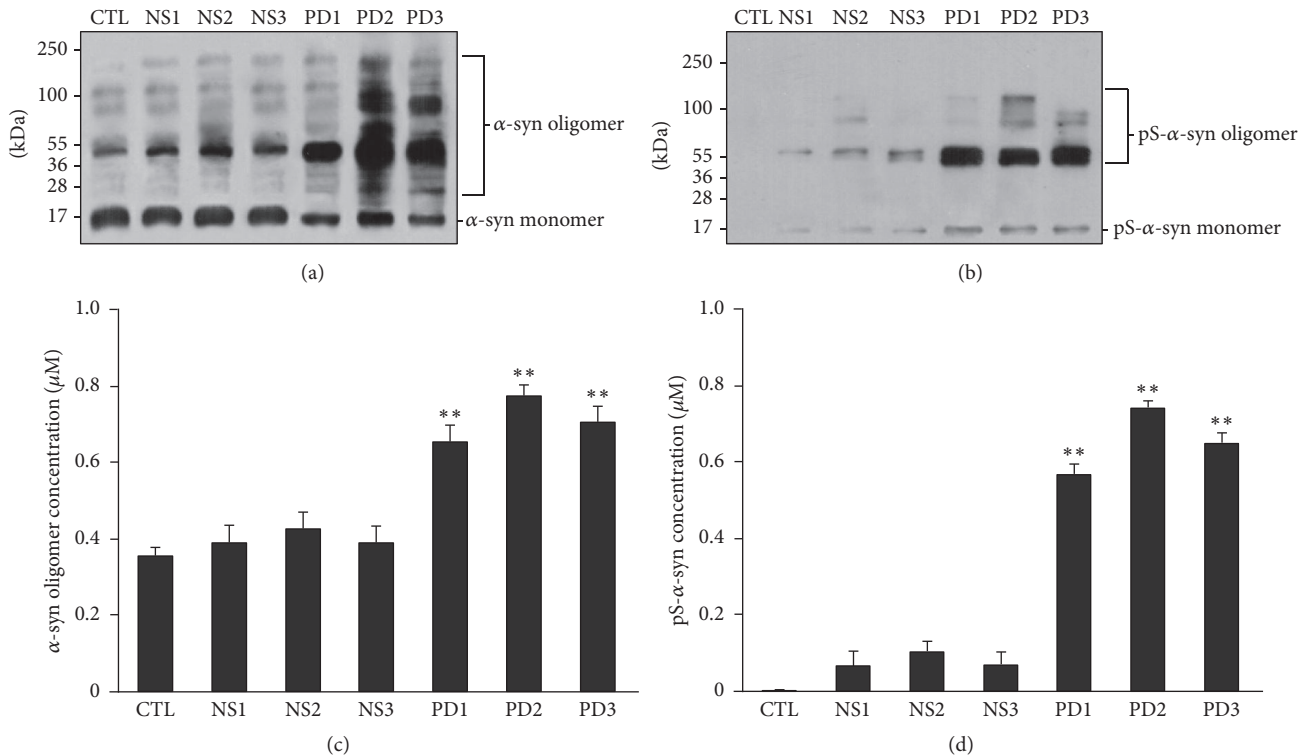 CTL NS1 NS2 NS3 PD1 PD2 PD3
(kDa)
250
100
55
36
28
17
α-syn oligomer
α-syn monomer
(a)
CTL NS1 NS2 NS3 PD1 PD2 PD3
(kDa)
250
100
55
36
28
17
pS-α-syn oligomer
pS-α-syn monomer
(b)
α-syn oligomer concentration (μM)
1.0
0.8
0.6
0.4
0.2
0
**
**
**
CTL NS1 NS2 NS3 PD1 PD2 PD3
(c)
pS-α-syn concentration (μM)
1.0
0.8
0.6
0.4
0.2
0
**
**
**
CTL NS1 NS2 NS3 PD1 PD2 PD3
(d)